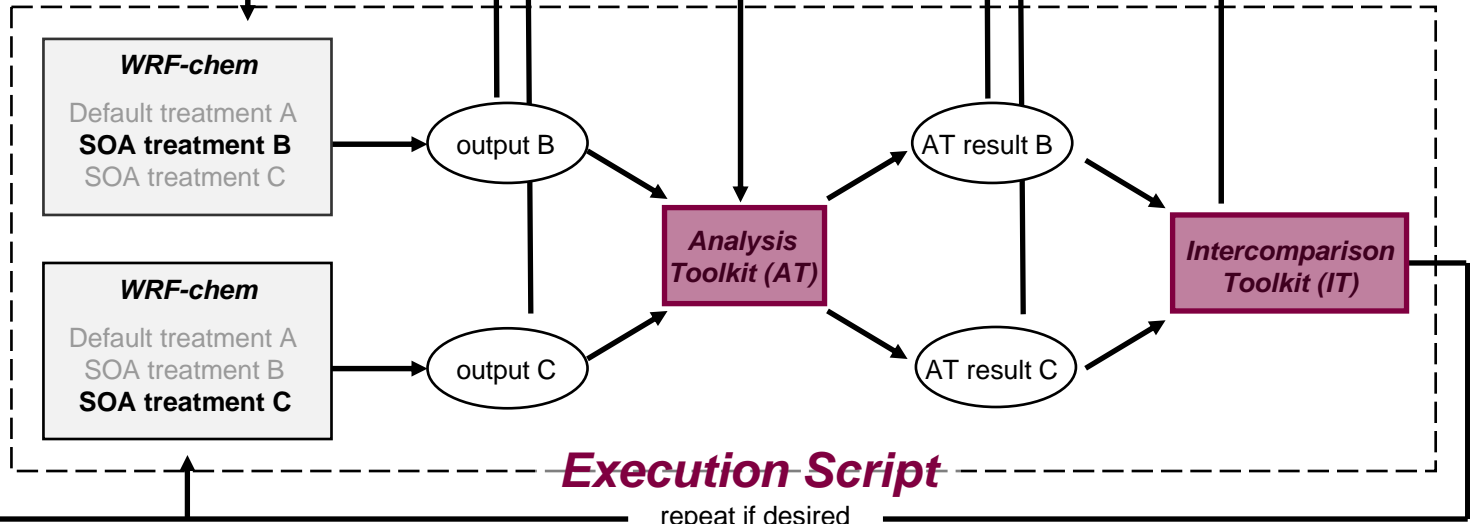 WRF-chem
Default treatment A
SOA treatment B
SOA treatment C
output B
AT result B
Analysis
Toolkit (AT)
Intercomparison
Toolkit (IT)
WRF-chem
Default treatment A
SOA treatment B
SOA treatment C
output C
AT result C
Execution Script
repeat if desired